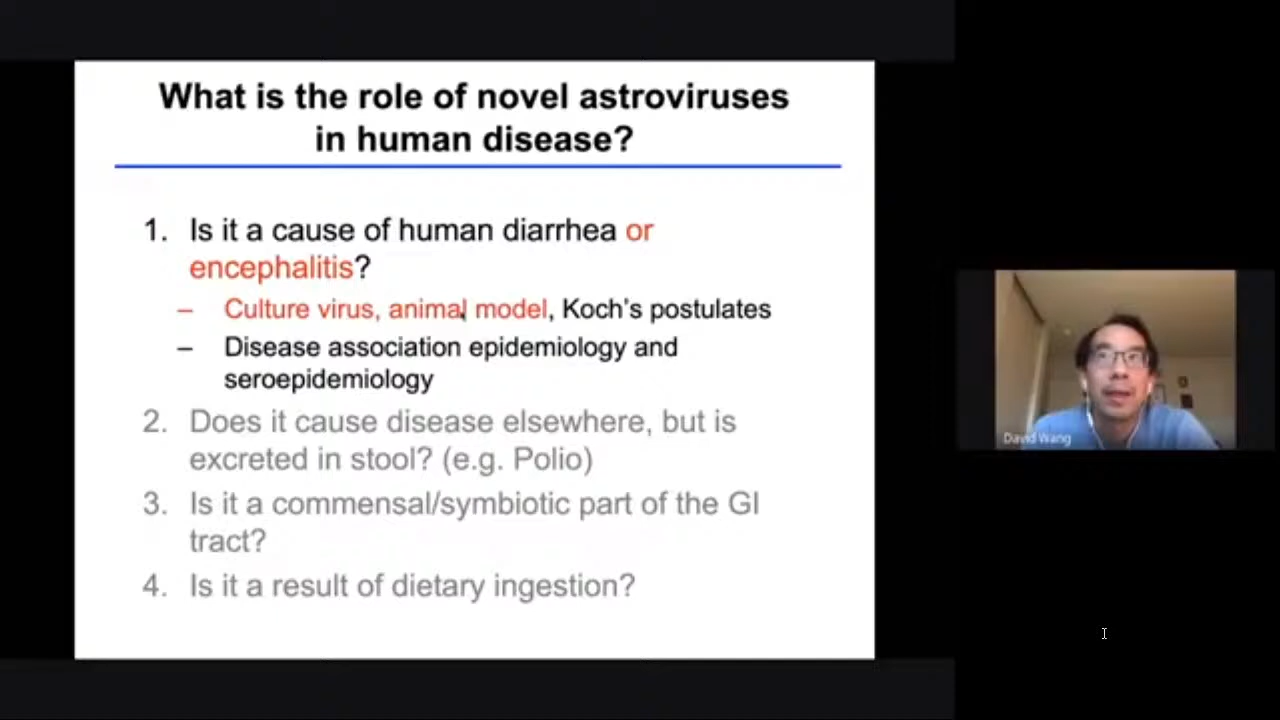 What is the role of novel astroviruses
in human disease?
1. Is it a cause of human diarrhea or
encephalitis?
– Culture virus, animal model, Koch's postulates
– Disease association epidemiology and
seroepidemiology
2. Does it cause disease elsewhere, but is
excreted in stool? (e.g. Polio)
3. Is it a commensal/symbiotic part of the GI
tract?
4. Is it a result of dietary ingestion?
David Wang